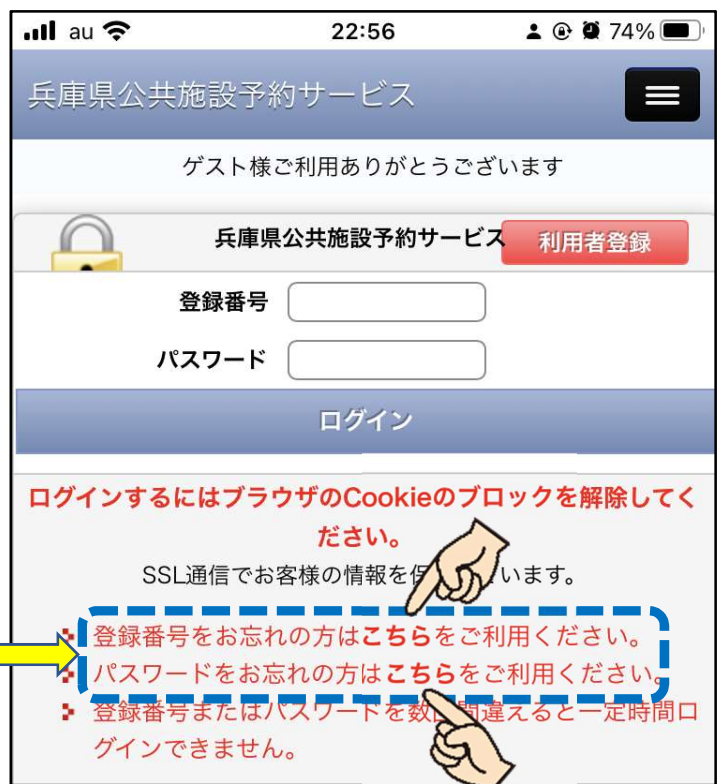 au 22:56 74%
兵庫県公共施設予約サービス
ゲスト様ご利用ありがとうございます
兵庫県公共施設予約サービス 利用者登録
登録番号
パスワード
ログイン
ログインするにはブラウザのCookieのブロックを解除してく
ださい。
SSL通信でお客様の情報を保 います。
登録番号をお忘れの方はこちらをご利用ください。
パスワードをお忘れの方はこちらをご利用ください。
登録番号またはパスワードを数 間違えると一定時間ロ
グインできません。